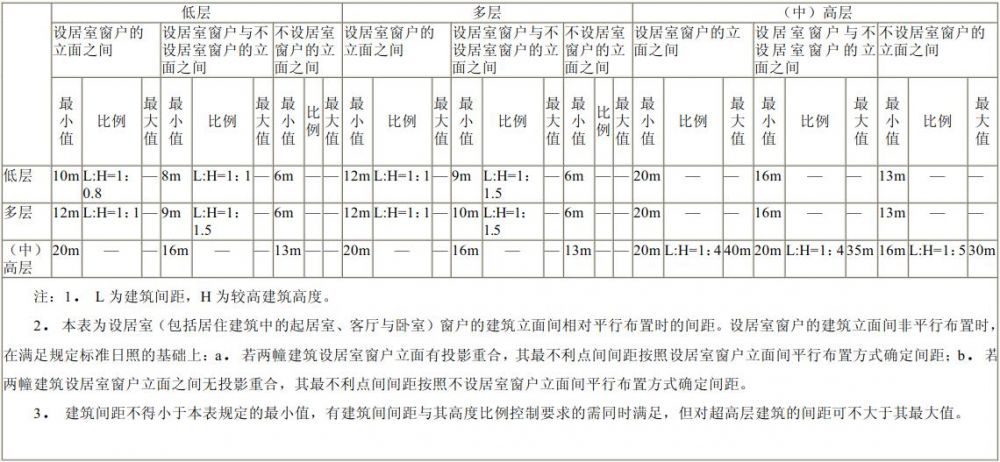 低层 多层 （中）高层
设居室窗户的立面之间 设居室窗户与不设居室窗户的立面之间 不设居室窗户的立面之间 设居室窗户的立面之间 设居室窗户与不设居室窗户的立面之间 不设居室窗户的立面之间 设居室窗户的立面之间 设居室窗户与不设居室窗户的立面之间 不设居室窗户的立面之间
最小值 比例 最大值 最小值 比例 最大值 最小值 比例 最大值 最小值 比例 最大值 最小值 比例 最大值 最小值 比例 最大值 最小值 比例 最大值 最小值 比例 最大值 最小值 比例 最大值
低层 10m L:H=1：0.8 — 8m L:H=1：1 — 6m — — 12m L:H=1：1 — 9m L:H=1：1.5 — 6m — — 20m — — 16m — — 13m — —
多层 12m L:H=1：1 — 9m L:H=1：1.5 — 6m — — 12m L:H=1：1 — 10m L:H=1：1.5 — 6m — — 20m — — 16m — — 13m — —
（中）高层 20m — — 16m — — 13m — — 20m — — 16m — — 13m — — 20m L:H=1：4 40m 20m L:H=1：4 35m 16m L:H=1：5 30m
注：1． L 为建筑间距，H 为较高建筑高度。
2．本表为设居室（包括居住建筑中的起居室、客厅与卧室）窗户的建筑立面间相对平行布置时的间距。设居室窗户的建筑立面间非平行布置时，
在满足规定标准日照的基础上：a．若两幢建筑设居室窗户立面有投影重合，其最不利点间间距按照设居室窗户立面间平行布置方式确定间距；b．若
两幢建筑设居室窗户立面之间无投影重合，其最不利点间间距按照不设居室窗户立面间平行布置方式确定间距。
3． 建筑间距不得小于本表规定的最小值，有建筑间间距与其高度比例控制要求的需同时满足，但对超高层建筑的间距可不大于其最大值。